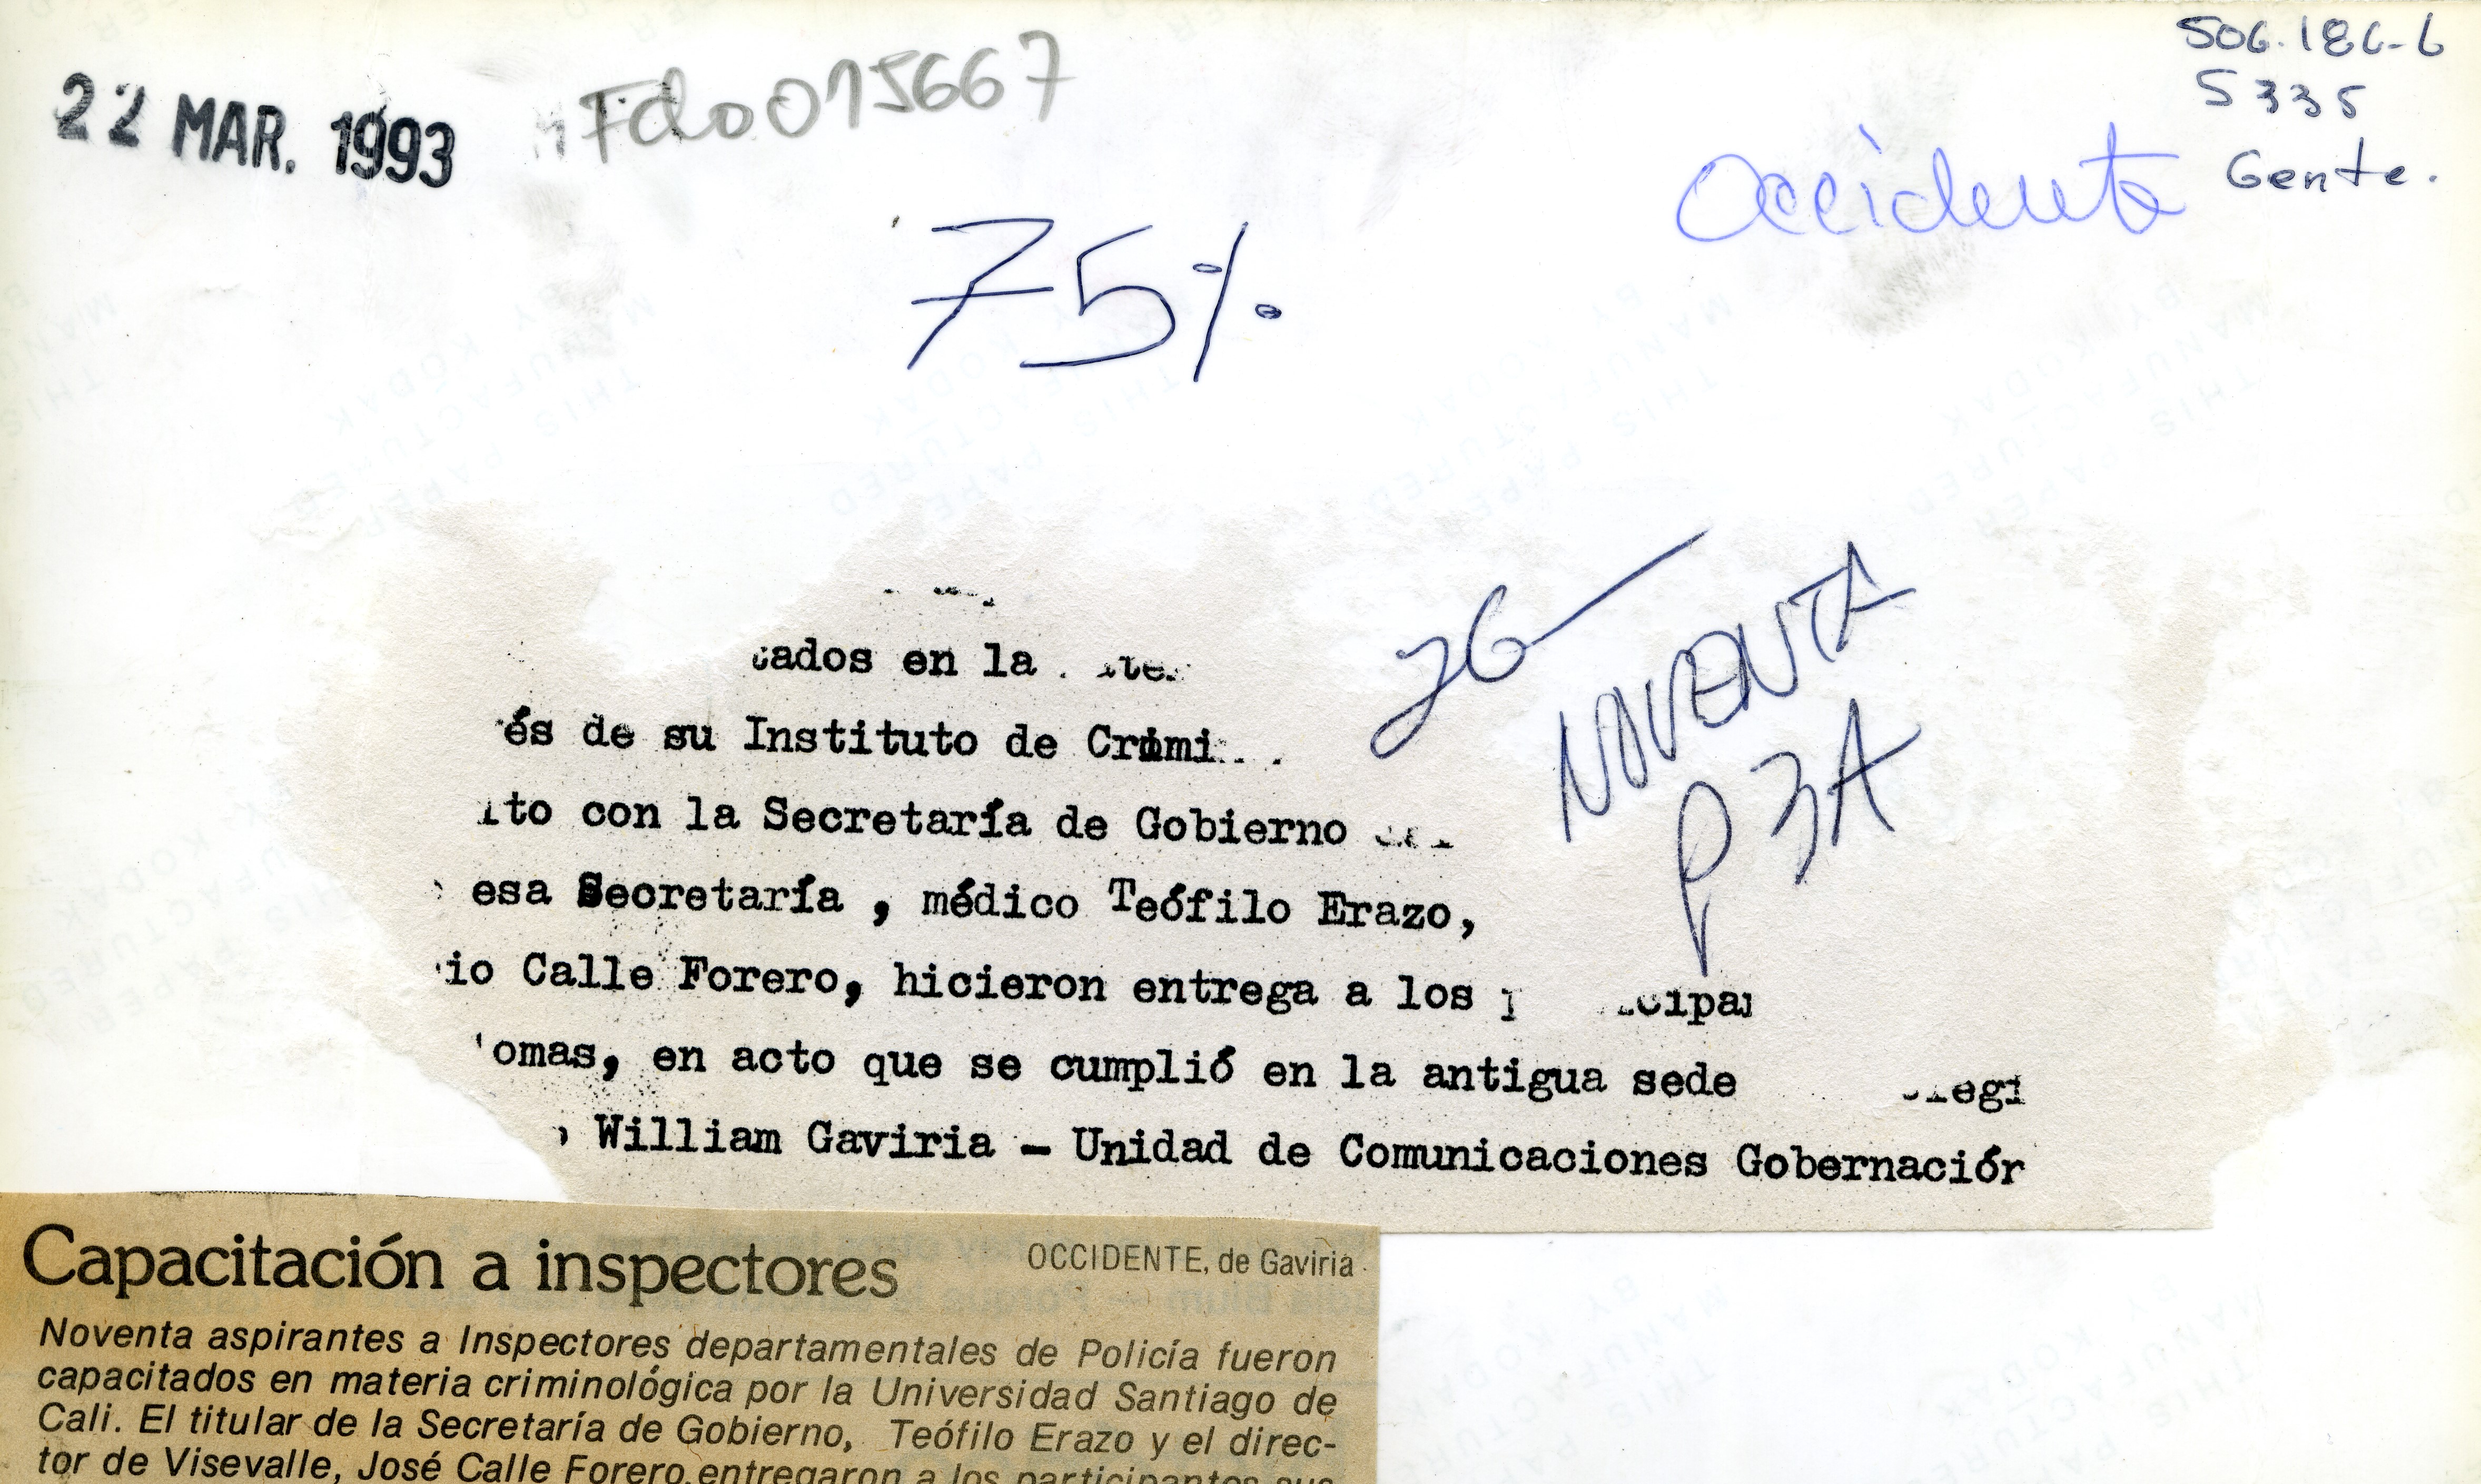 506.186-6
5335
Gente.
22 MAR. 1993
Fdo015667
Occidente
75%
NOVENTA
P3A
cados en la
és de su Instituto de Crimi
ito con la Secretaría de Gobierno
esa Secretaría, médico Teófilo Erazo,
io Calle Forero, hicieron entrega a los
omas, en acto que se cumplió en la antigua sede
William Gaviria - Unidad de Comunicaciones Gobernación
Capacitación a inspectores
OCCIDENTE, de Gaviria
Noventa aspirantes a Inspectores departamentales de Policía fueron
capacitados en materia criminológica por la Universidad Santiago de
Cali. El titular de la Secretaría de Gobierno, Teófilo Erazo y el direc-
tor de Visevalle, José Calle Forero, entregaron a los participantes sus